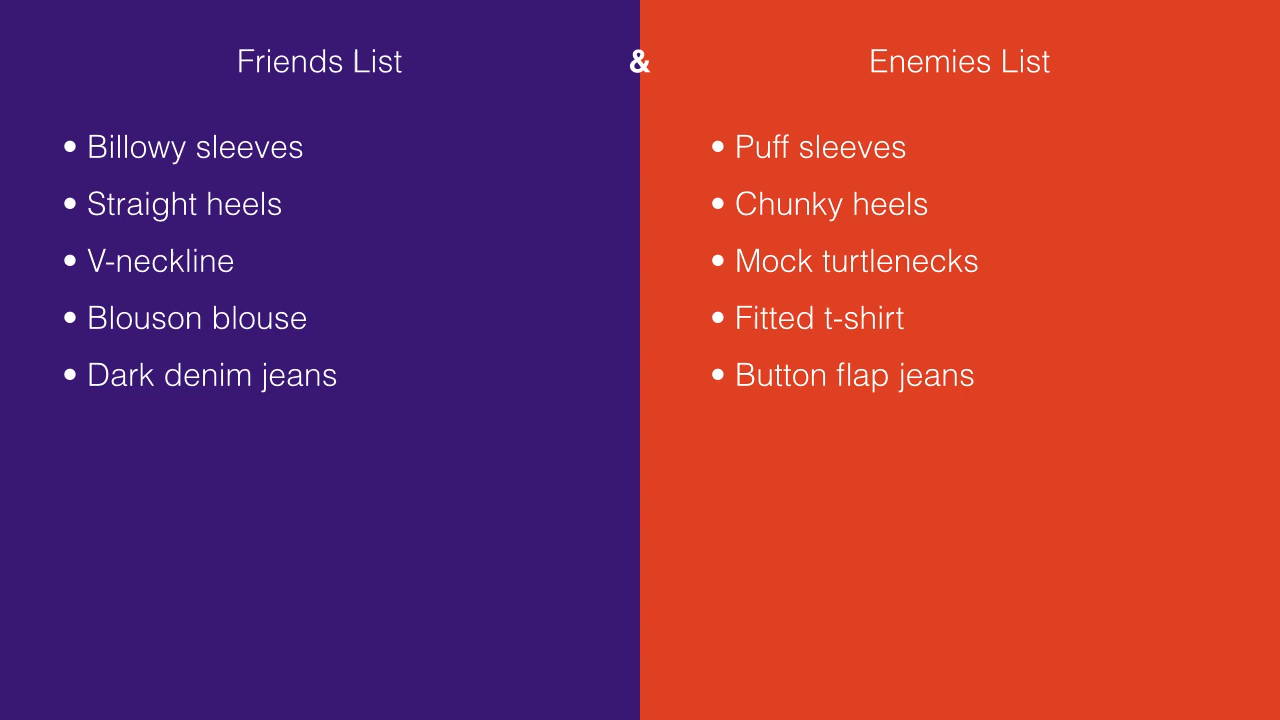 Friends List
&
Enemies List
• Billowy sleeves
• Straight heels
• V-neckline
• Blouson blouse
• Dark denim jeans
• Puff sleeves
• Chunky heels
• Mock turtlenecks
• Fitted t-shirt
• Button flap jeans